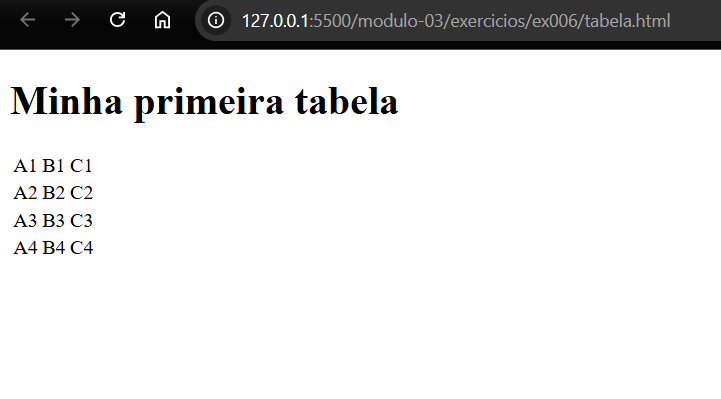 127.0.0.1:5500/modulo-03/exercicios/ex006/tabela.html
Minha primeira tabela
A1 B1 C1
A2 B2 C2
A3 B3 C3
A4 B4 C4